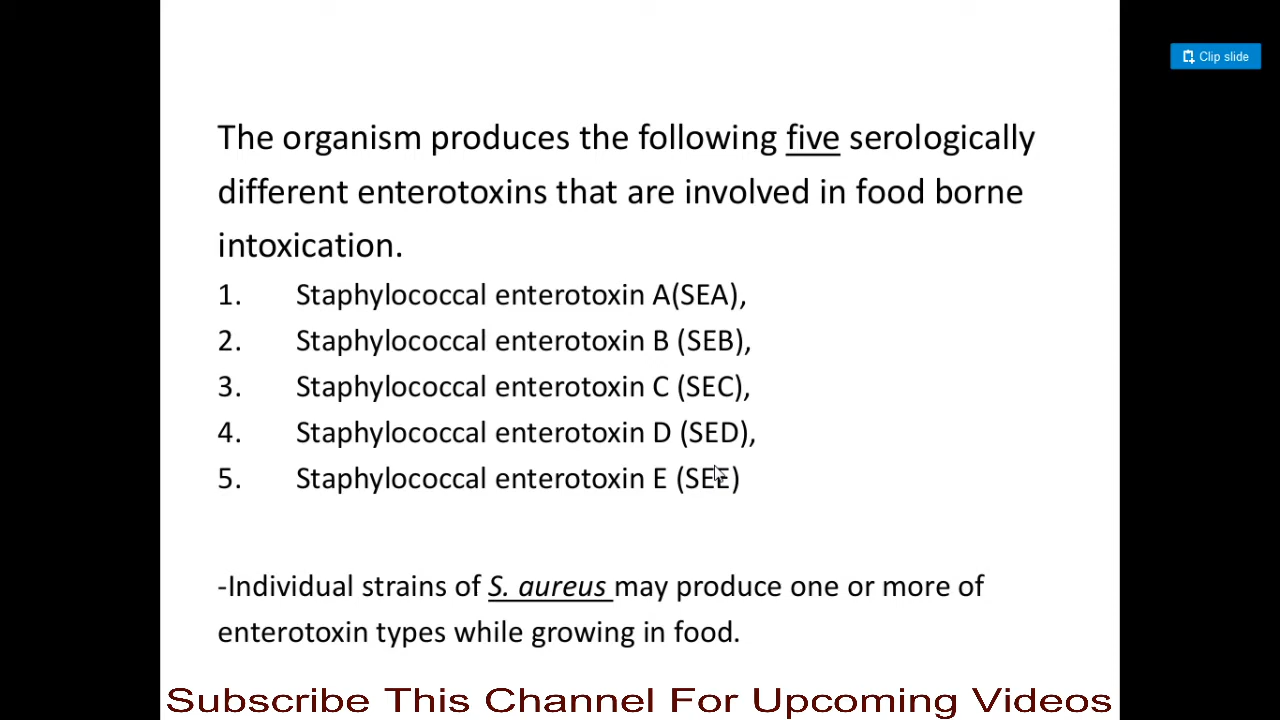 Clip slide
The organism produces the following five serologically
different enterotoxins that are involved in food borne
intoxication.
1. Staphylococcal enterotoxin A(SEA),
2. Staphylococcal enterotoxin B (SEB),
3. Staphylococcal enterotoxin C (SEC),
4. Staphylococcal enterotoxin D (SED),
5. Staphylococcal enterotoxin E (SEE)
-Individual strains of S. aureus may produce one or more of
enterotoxin types while growing in food.
Subscribe This Channel For Upcoming Videos